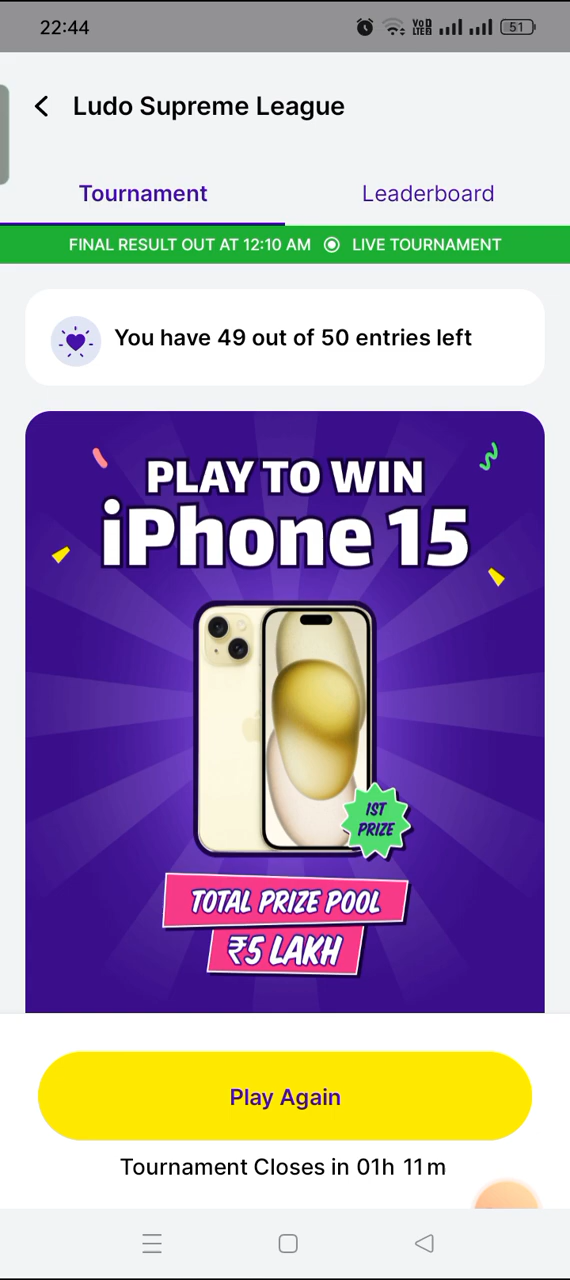 22:44
VoD
LTED
51
Ludo Supreme League
Tournament
Leaderboard
FINAL RESULT OUT AT 12:10 AM LIVE TOURNAMENT
You have 49 out of 50 entries left
PLAY TO WIN
iPhone 15
1ST
PRIZE
TOTAL PRIZE POOL
₹5 LAKH
Play Again
Tournament Closes in 01h 11m